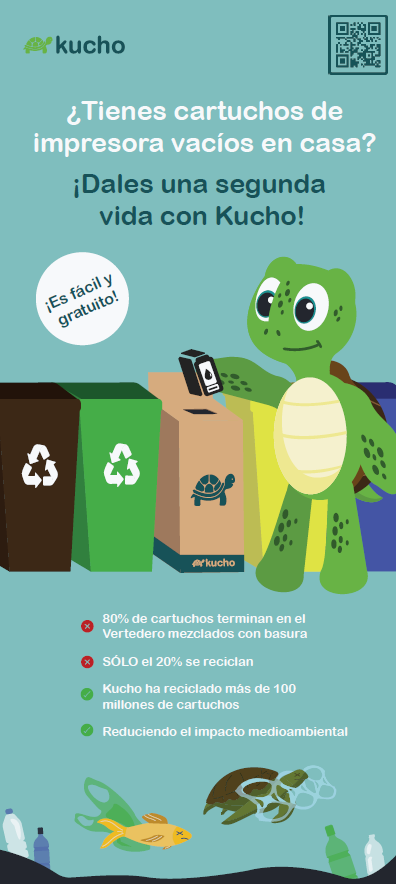 kucho
¿Tienes cartuchos de
impresora vacíos en casa?
¡Dales una segunda
vida con Kucho!
¡Es fácil y
gratuito!
kucho
80% de cartuchos terminan en el
Vertedero mezclados con basura
SÓLO el 20% se reciclan
Kucho ha reciclado más de 100
millones de cartuchos
Reduciendo el impacto medioambiental